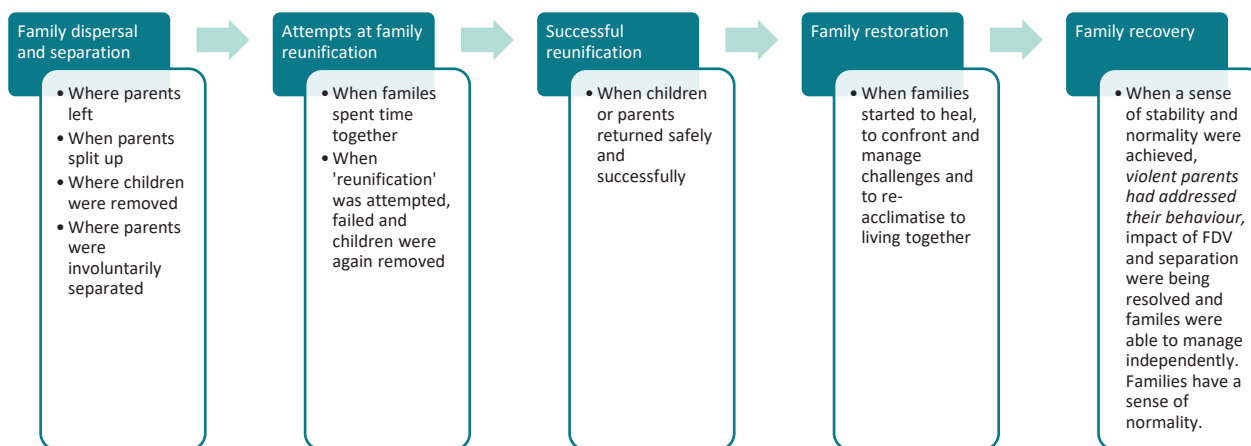 Family dispersal
and separation
• Where parents
left
• When parents
split up
• Where children
were removed
• Where parents
were
involuntarily
separated
Attempts at family
reunification
• When familes
spent time
together
• When
'reunification'
was attempted,
failed and
children were
again removed
Successful
reunification
• When children
or parents
returned safely
and
successfully
Family restoration
• When families
started to heal,
to confront and
manage
challenges and
to re-
acclimatise to
living together
Family recovery
• When a sense
of stability and
normality were
achieved,
violent parents
had addressed
their behaviour,
impact of FDV
and separation
were being
resolved and
familes were
able to manage
independently.
Families have a
sense of
normality.